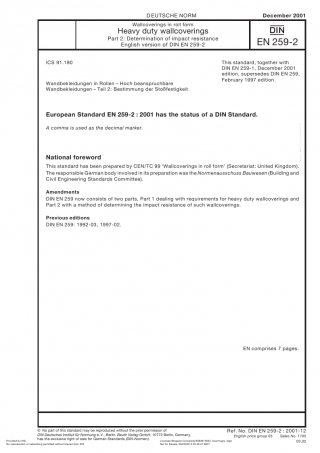 DEUTSCHE NORM
December 2001
Wallcoverings in roll form
Heavy duty wallcoverings
Part 2: Determination of impact resistance
English version of DIN EN 259-2
DIN
EN 259-2
ICS 91.180
This standard, together with
DIN EN 259-1, December 2001
edition, supersedes DIN EN 259,
February 1997 edition.
Wandbekleidungen in Rollen – Hoch beanspruchbare
Wandbekleidungen – Teil 2: Bestimmung der Stoßfestigkeit
European Standard EN 259-2 : 2001 has the status of a DIN Standard.
A comma is used as the decimal marker.
National foreword
This standard has been prepared by CEN/TC 99 ‘Wallcoverings in roll form’ (Secretariat: United Kingdom).
The responsible German body involved in its preparation was the Normenausschuss Bauwesen (Building and
Civil Engineering Standards Committee).
Amendments
DIN EN 259 now consists of two parts, Part 1 dealing with requirements for heavy duty wallcoverings and
Part 2 with a method of determining the impact resistance of such wallcoverings.
Previous editions
DIN EN 259: 1992-03, 1997-02.
EN comprises 7 pages.
© No part of this standard may be reproduced without the prior permission of
DIN Deutsches Institut für Normung e. V., Berlin. Beuth Verlag GmbH, 10772 Berlin, Germany,
has the exclusive right of sale for German Standards (DIN-Normen).
Ref. No. DIN EN 259-2 : 2001-12
English price group 05 Sales No. 1105
05.02